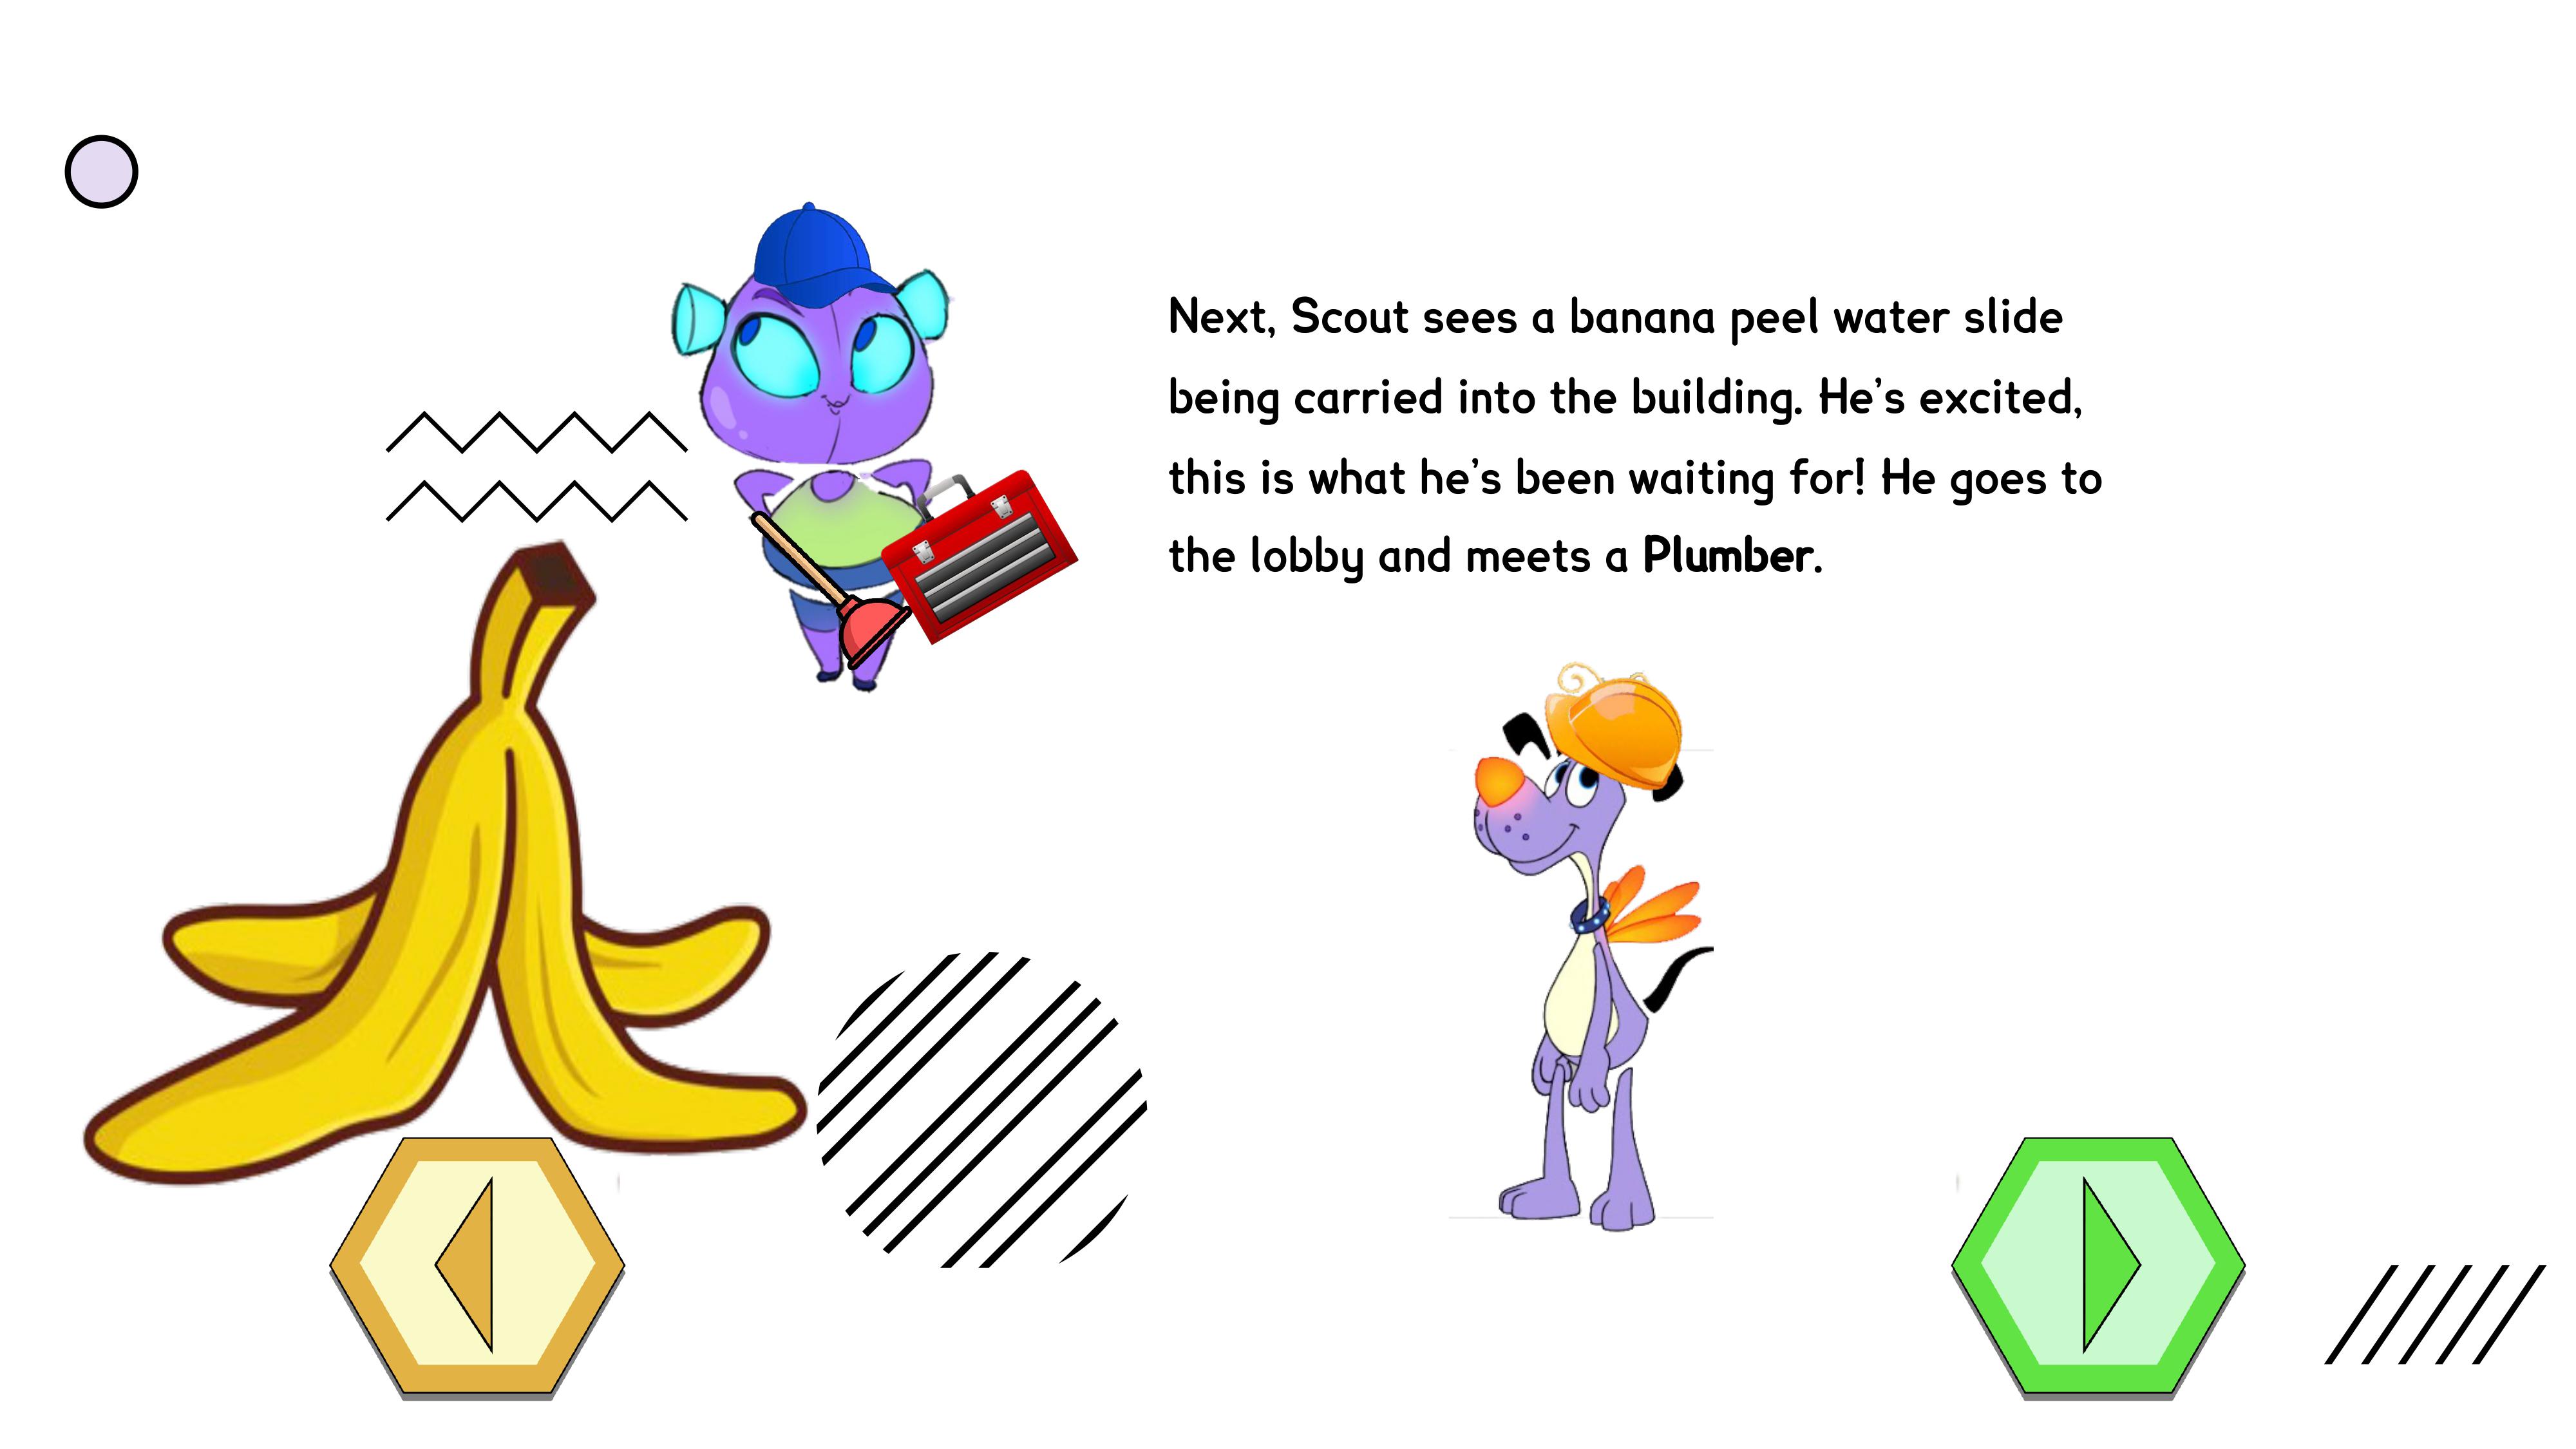 Next, Scout sees a banana peel water slide
being carried into the building. He's excited,
this is what he's been waiting for! He goes to
the lobby and meets a Plumber.